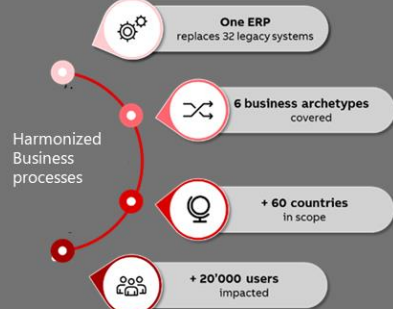 One ERP
replaces 32 legacy systems
6 business archetypes
covered
Harmonized
Business
processes
+ 60 countries
in scope
+ 20'000 users
impacted